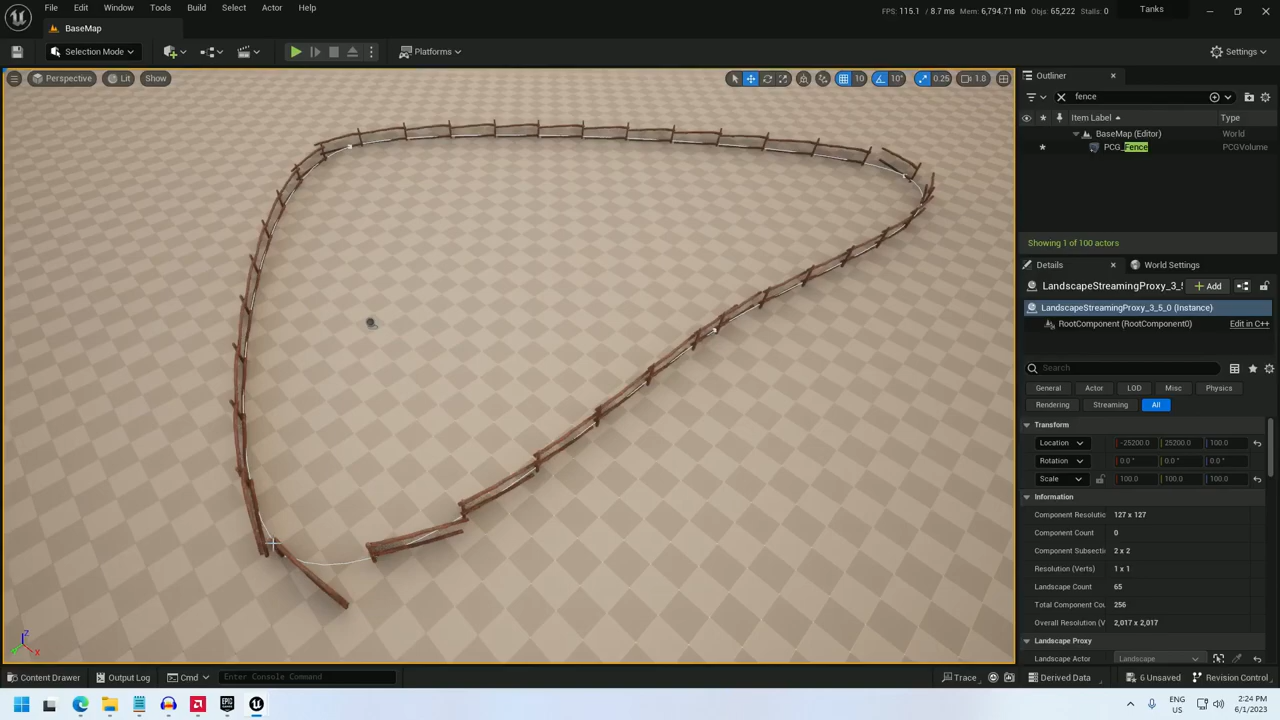 File Edit Window Tools Build Select Actor Help
FPS: 115.1 / 8.7 ms Mem: 6,794.71 mb Objs: 65,222 Stalls: 0
Tanks
BaseMap
Selection Mode
Platforms
Settings
Perspective
Lit
Show
10
10°
0.25
1.0
Outliner
fence
Item Label
Type
BaseMap (Editor)
World
PCG_Fence
PCGVolume
Showing 1 of 100 actors
Details
World Settings
LandscapeStreamingProxy_3_5
Add
LandscapeStreamingProxy_3_5_0 (Instance)
RootComponent (RootComponent0)
Edit in C++
Search
General
Actor
LOD
Misc
Physics
Rendering
Streaming
All
Transform
Location
-25200.0
25200.0
100.0
Rotation
0.0 °
0.0 °
0.0 °
Scale
100.0
100.0
100.0
Information
Component Resolutic
127 x 127
Component Count
0
Component Subsecti
2 x 2
Resolution (Verts)
1 x 1
Landscape Count
65
Total Component Cou
256
Overall Resolution (V
2,017 x 2,017
Landscape Proxy
Landscape Actor
Landscape
Z
X
Content Drawer
Output Log
Cmd
Enter Console Command
Trace
Derived Data
6 Unsaved
Revision Control
ENG
US
2:24 PM
6/1/2023